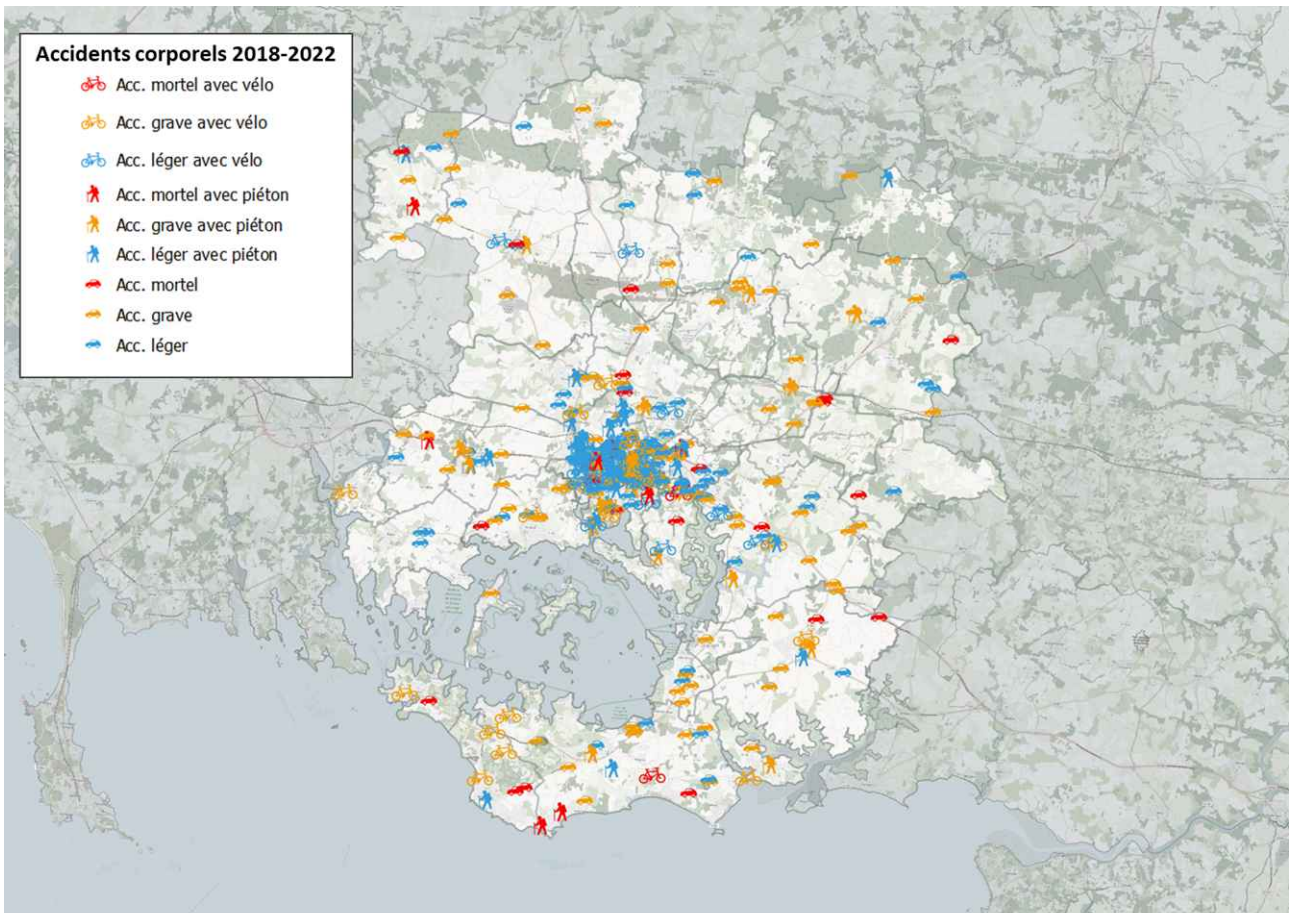 Accidents corporels 2018-2022
Acc. mortel avec vélo
Acc. grave avec vélo
Acc. léger avec vélo
Acc. mortel avec piéton
Acc. grave avec piéton
Acc. léger avec piéton
Acc. mortel
Acc. grave
Acc. léger